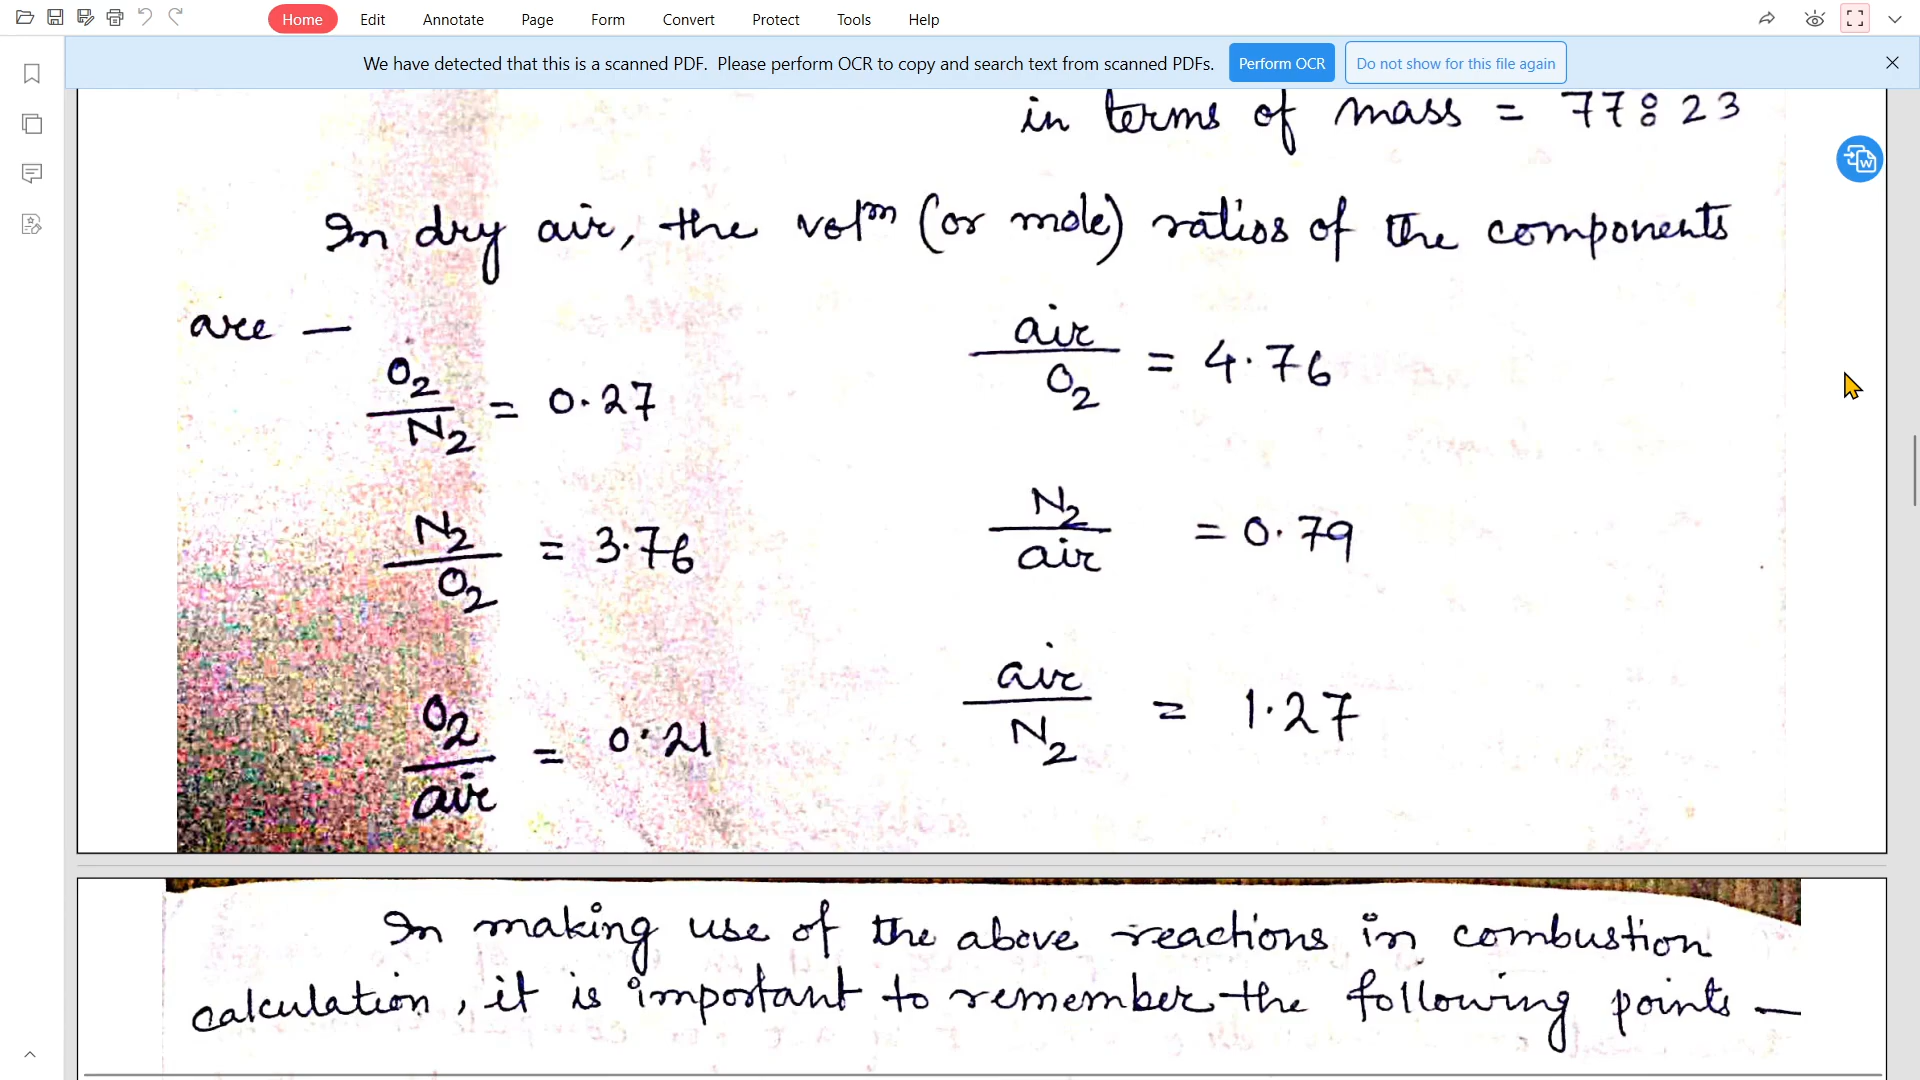 Home Edit Annotate Page Form Convert Protect Tools Help
We have detected that this is a scanned PDF. Please perform OCR to copy and search text from scanned PDFs. Perform OCR Do not show for this file again
in terms of mass = 77 : 23
In dry air, the volm (or mole) ratios of the components
are —
O2/N2 = 0.27
air/O2 = 4.76
N2/O2 = 3.76
N2/air = 0.79
O2/air = 0.21
air/N2 = 1.27
In making use of the above reactions in combustion
calculation, it is important to remember the following points —